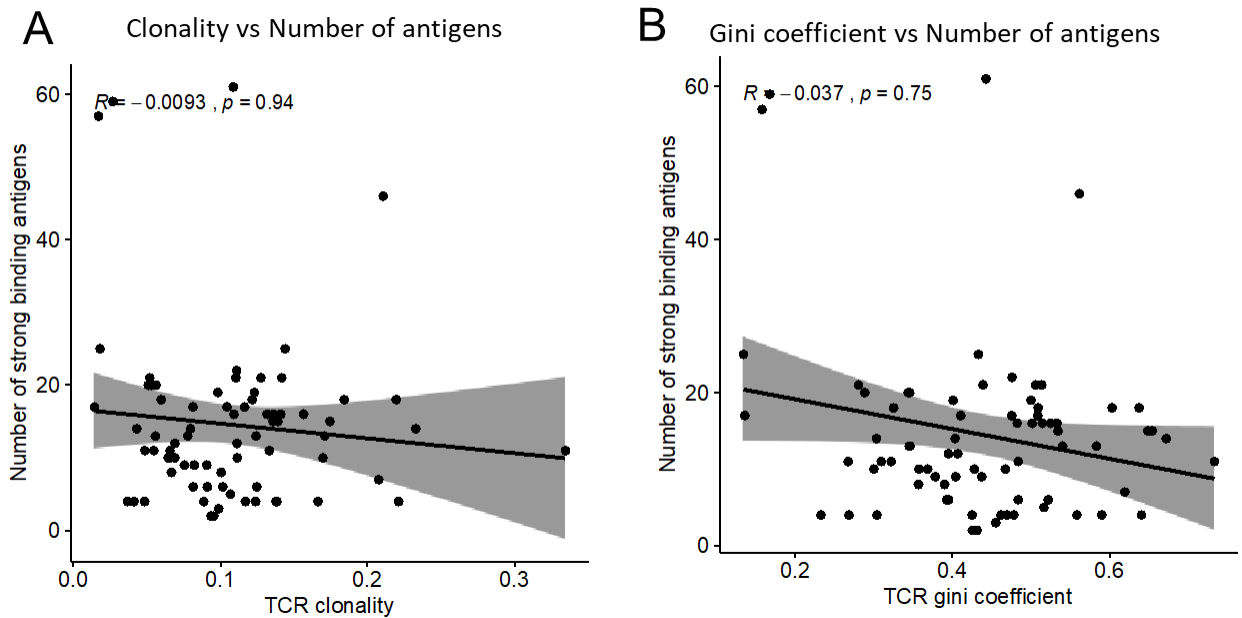 A
Clonality vs Number of antigens
60
40
20
0
R = − 0.0093 , p = 0.94
Number of strong binding antigens
0.0
0.1
0.2
0.3
TCR clonality
B
Gini coefficient vs Number of antigens
60
40
20
0
R = − 0.037 , p = 0.75
Number of strong binding antigens
0.2
0.4
0.6
TCR gini coefficient